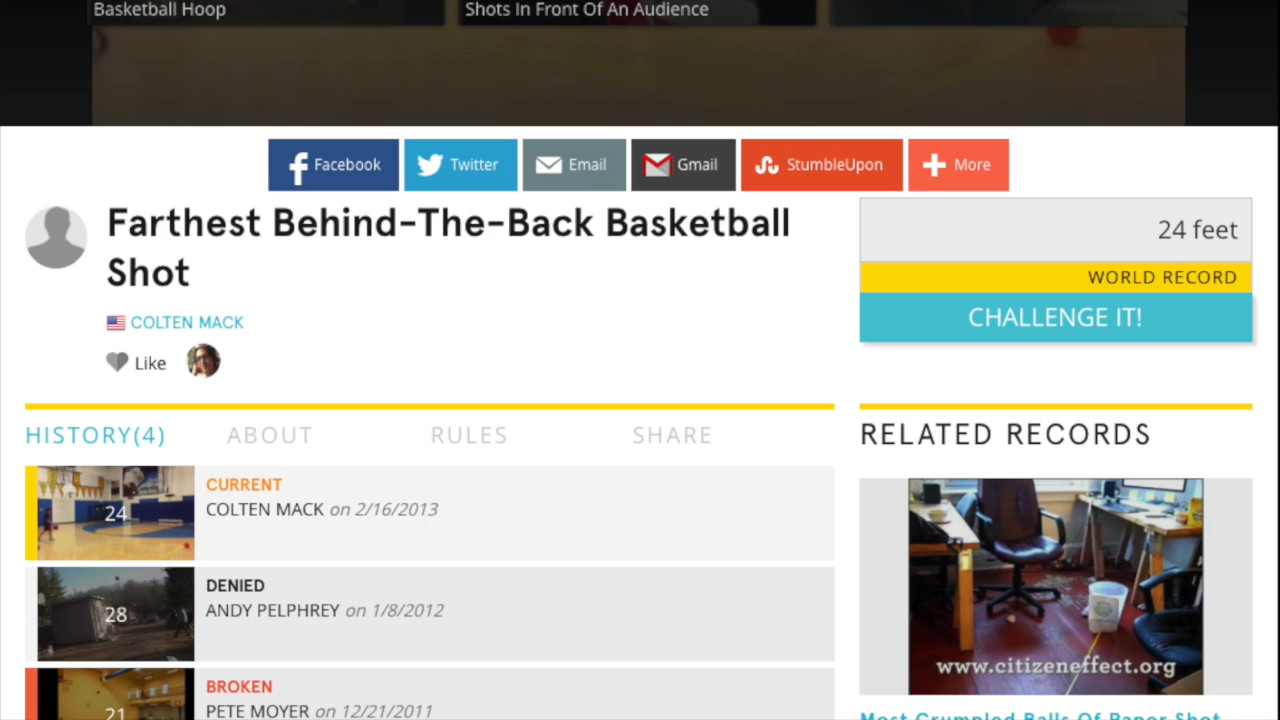 Basketball Hoop
Shots In Front Of An Audience
Facebook
Twitter
Email
Gmail
StumbleUpon
More
Farthest Behind-The-Back Basketball
Shot
COLTEN MACK
Like
24 feet
WORLD RECORD
CHALLENGE IT!
HISTORY(4)
ABOUT
RULES
SHARE
24
CURRENT
COLTEN MACK on 2/16/2013
28
DENIED
ANDY PELPHREY on 1/8/2012
21
BROKEN
PETE MOYER on 12/21/2011
RELATED RECORDS
www.citizeneffect.org
Most Crumpled Balls Of Paper Shot